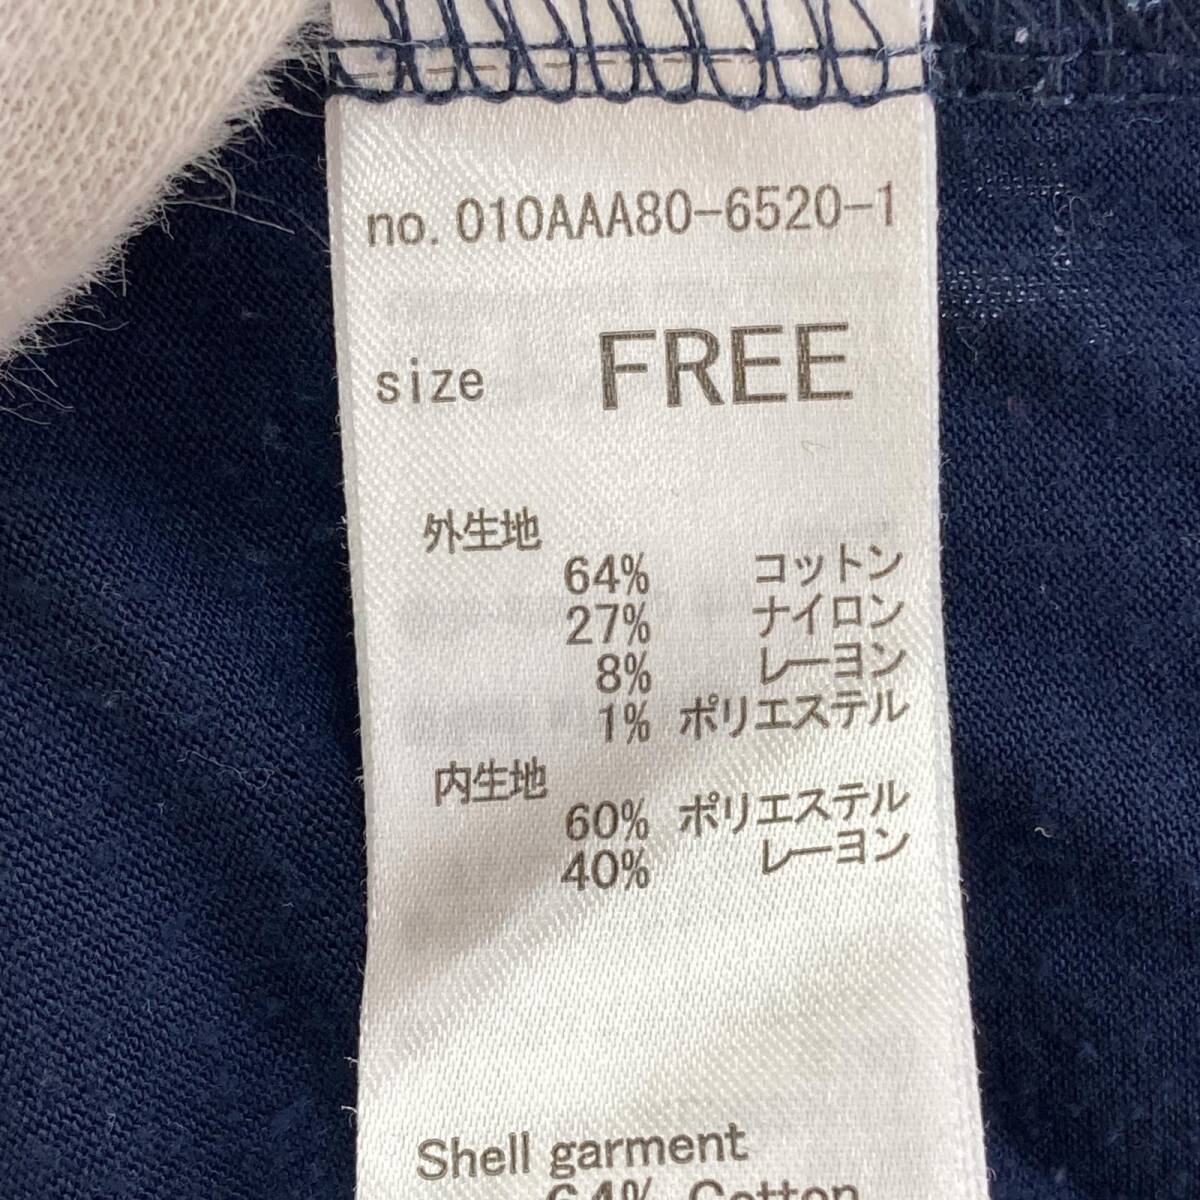 no. 010AAA80-6520-1
size FREE
外生地
64% コットン
27% ナイロン
8% レーヨン
1% ポリエステル
内生地
60% ポリエステル
40% レーヨン
Shell garment
64% Cotton